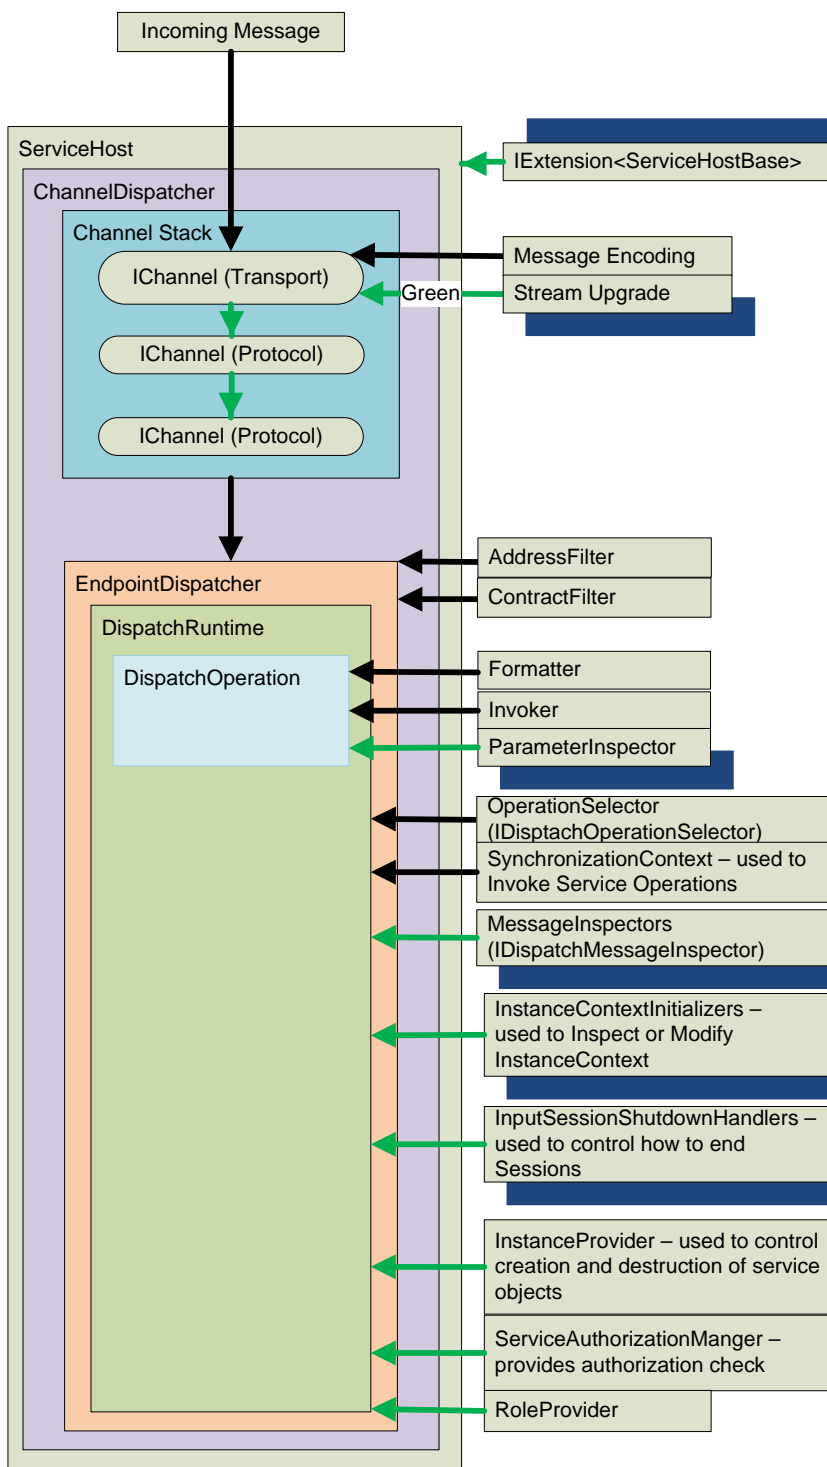 Incoming Message
ServiceHost
IExtension<ServiceHostBase>
ChannelDispatcher
Channel Stack
IChannel (Transport)
Message Encoding
Green
Stream Upgrade
IChannel (Protocol)
IChannel (Protocol)
AddressFilter
EndpointDispatcher
ContractFilter
DispatchRuntime
DispatchOperation
Formatter
Invoker
ParameterInspector
OperationSelector
(IDisptachOperationSelector)
SynchronizationContext – used to
Invoke Service Operations
MessageInspectors
(IDispatchMessageInspector)
InstanceContextInitializers –
used to Inspect or Modify
InstanceContext
InputSessionShutdownHandlers –
used to control how to end
Sessions
InstanceProvider – used to control
creation and destruction of service
objects
ServiceAuthorizationManger –
provides authorization check
RoleProvider